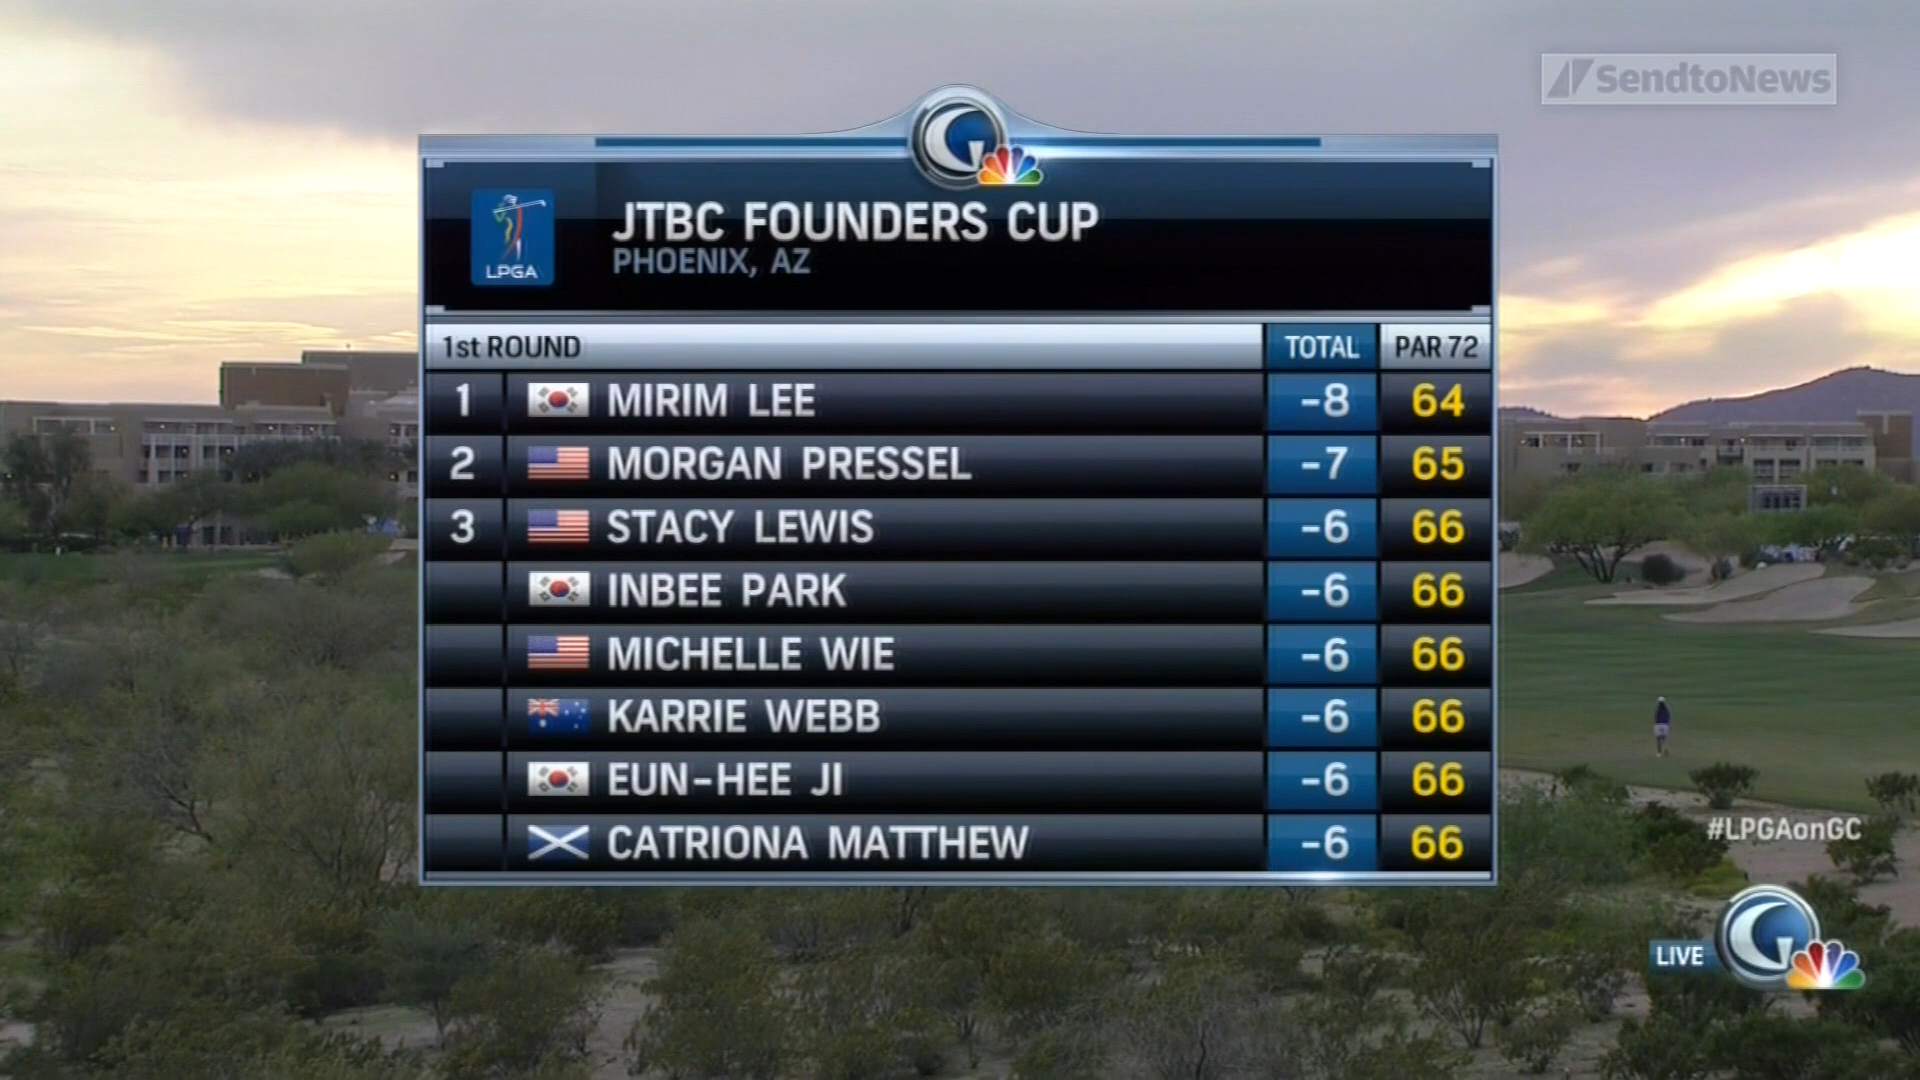 SendtoNews
LPGA
JTBC FOUNDERS CUP
PHOENIX, AZ
1st ROUND TOTAL PAR 72
1 MIRIM LEE -8 64
2 MORGAN PRESSEL -7 65
3 STACY LEWIS -6 66
INBEE PARK -6 66
MICHELLE WIE -6 66
KARRIE WEBB -6 66
EUN-HEE JI -6 66
CATRIONA MATTHEW -6 66
#LPGAonGC
LIVE